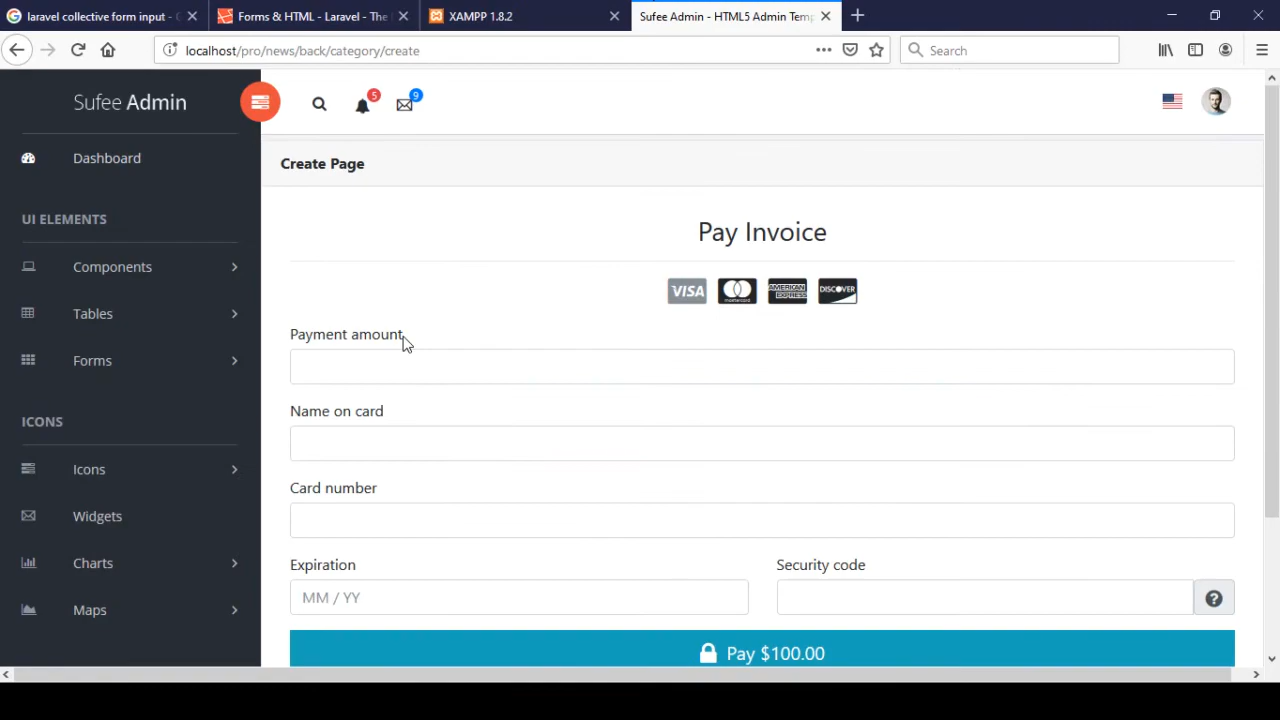 laravel collective form input - G
Forms & HTML - Laravel - The
XAMPP 1.8.2
Sufee Admin - HTML5 Admin Temp
localhost/pro/news/back/category/create
Search
Sufee Admin
5
9
Dashboard
Create Page
UI ELEMENTS
Components
Tables
Forms
ICONS
Icons
Widgets
Charts
Maps
Pay Invoice
VISA
mastercard
AMERICAN EXPRESS
DISCOVER
Payment amount
Name on card
Card number
Expiration
Security code
MM / YY
Pay $100.00